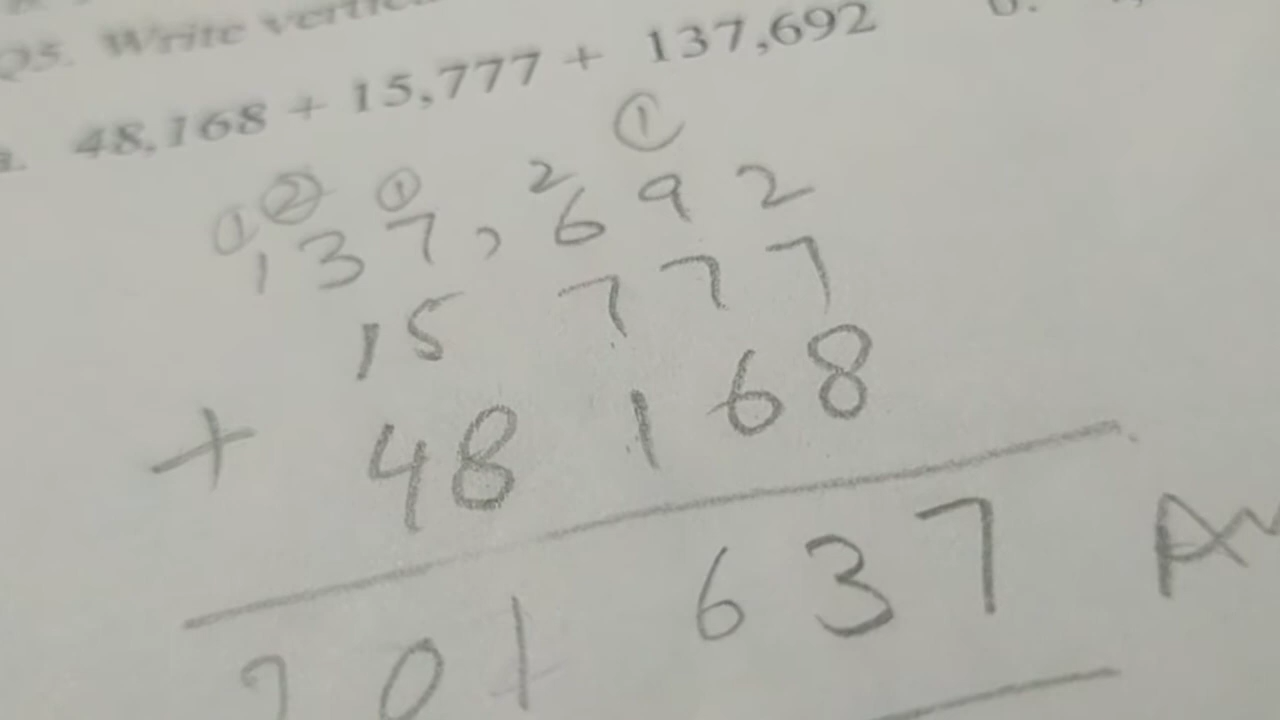 Q5. Write
48,168 + 15,777 + 137,692
① ② ① 2 ①
137,692
15 777
+ 48 168
201 637